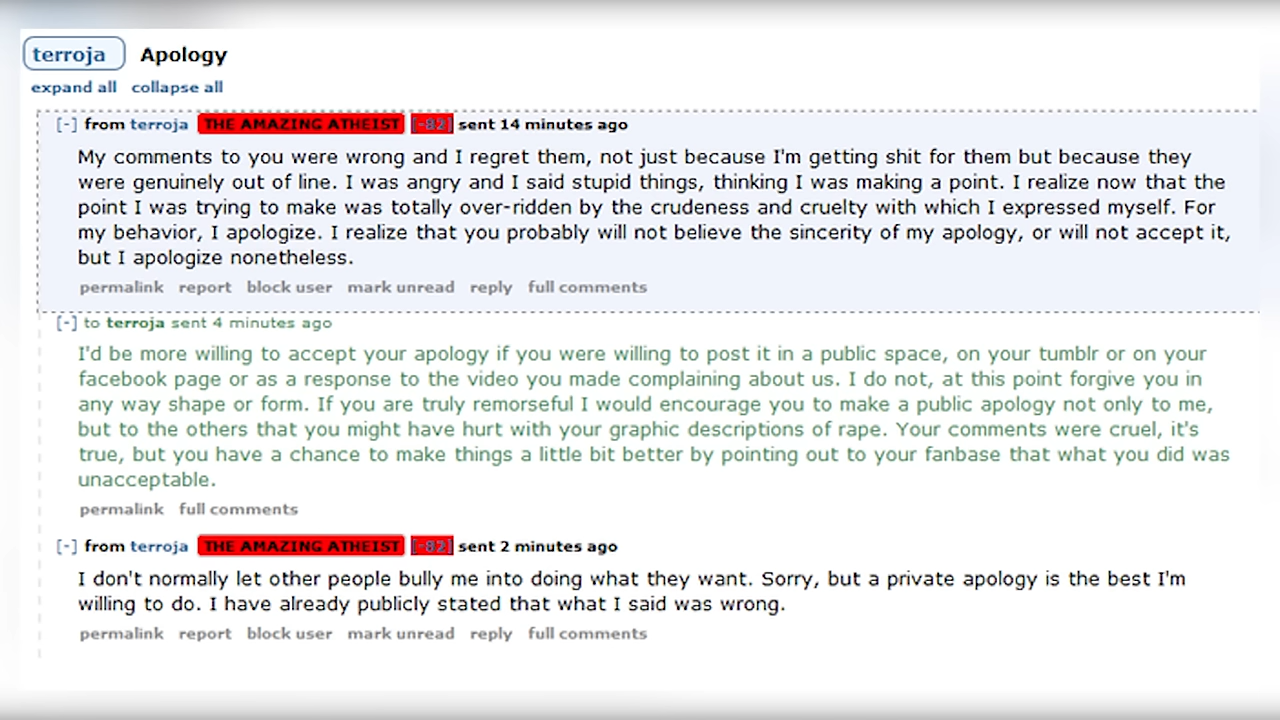 terroja Apology
expand all collapse all
[-] from terroja THE AMAZING ATHEIST [-82] sent 14 minutes ago
My comments to you were wrong and I regret them, not just because I'm getting shit for them but because they
were genuinely out of line. I was angry and I said stupid things, thinking I was making a point. I realize now that the
point I was trying to make was totally over-ridden by the crudeness and cruelty with which I expressed myself. For
my behavior, I apologize. I realize that you probably will not believe the sincerity of my apology, or will not accept it,
but I apologize nonetheless.
permalink report block user mark unread reply full comments
[-] to terroja sent 4 minutes ago
I'd be more willing to accept your apology if you were willing to post it in a public space, on your tumblr or on your
facebook page or as a response to the video you made complaining about us. I do not, at this point forgive you in
any way shape or form. If you are truly remorseful I would encourage you to make a public apology not only to me,
but to the others that you might have hurt with your graphic descriptions of rape. Your comments were cruel, it's
true, but you have a chance to make things a little bit better by pointing out to your fanbase that what you did was
unacceptable.
permalink full comments
[-] from terroja THE AMAZING ATHEIST [-82] sent 2 minutes ago
I don't normally let other people bully me into doing what they want. Sorry, but a private apology is the best I'm
willing to do. I have already publicly stated that what I said was wrong.
permalink report block user mark unread reply full comments